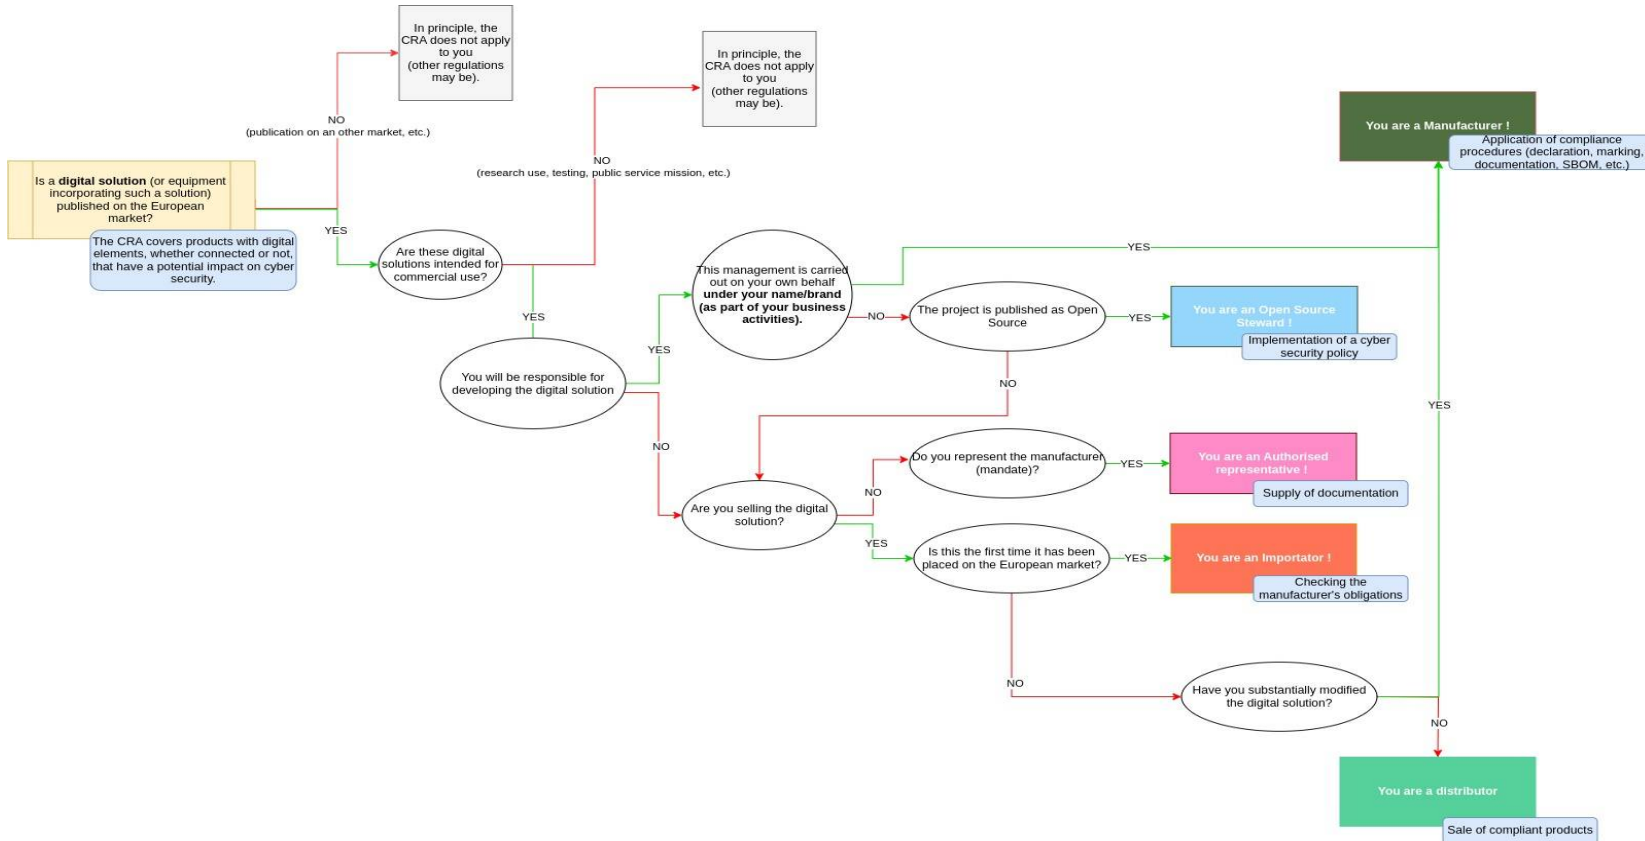 In principle, the
CRA does not apply
to you
(other regulations
may be).
In principle, the
CRA does not apply
to you
(other regulations
may be).
NO
(publication on an other market, etc.)
NO
(research use, testing, public service mission, etc.)
You are a Manufacturer !
Application of compliance
procedures (declaration, marking,
documentation, SBOM, etc.)
Is a digital solution (or equipment
incorporating such a solution)
published on the European
market?
The CRA covers products with digital
elements, whether connected or not,
that have a potential impact on cyber
security.
YES
Are these digital
solutions intended for
commercial use?
YES
You will be responsible for
developing the digital solution
YES
NO
This management is carried
out on your own behalf
under your name/brand
(as part of your business
activities).
YES
NO
The project is published as Open
Source
YES
You are an Open Source
Steward !
Implementation of a cyber
security policy
NO
YES
Are you selling the digital
solution?
NO
Do you represent the manufacturer
(mandate)?
YES
You are an Authorised
representative !
Supply of documentation
YES
Is this the first time it has been
placed on the European market?
YES
You are an Importator !
Checking the
manufacturer's obligations
NO
Have you substantially modified
the digital solution?
NO
You are a distributor
Sale of compliant products